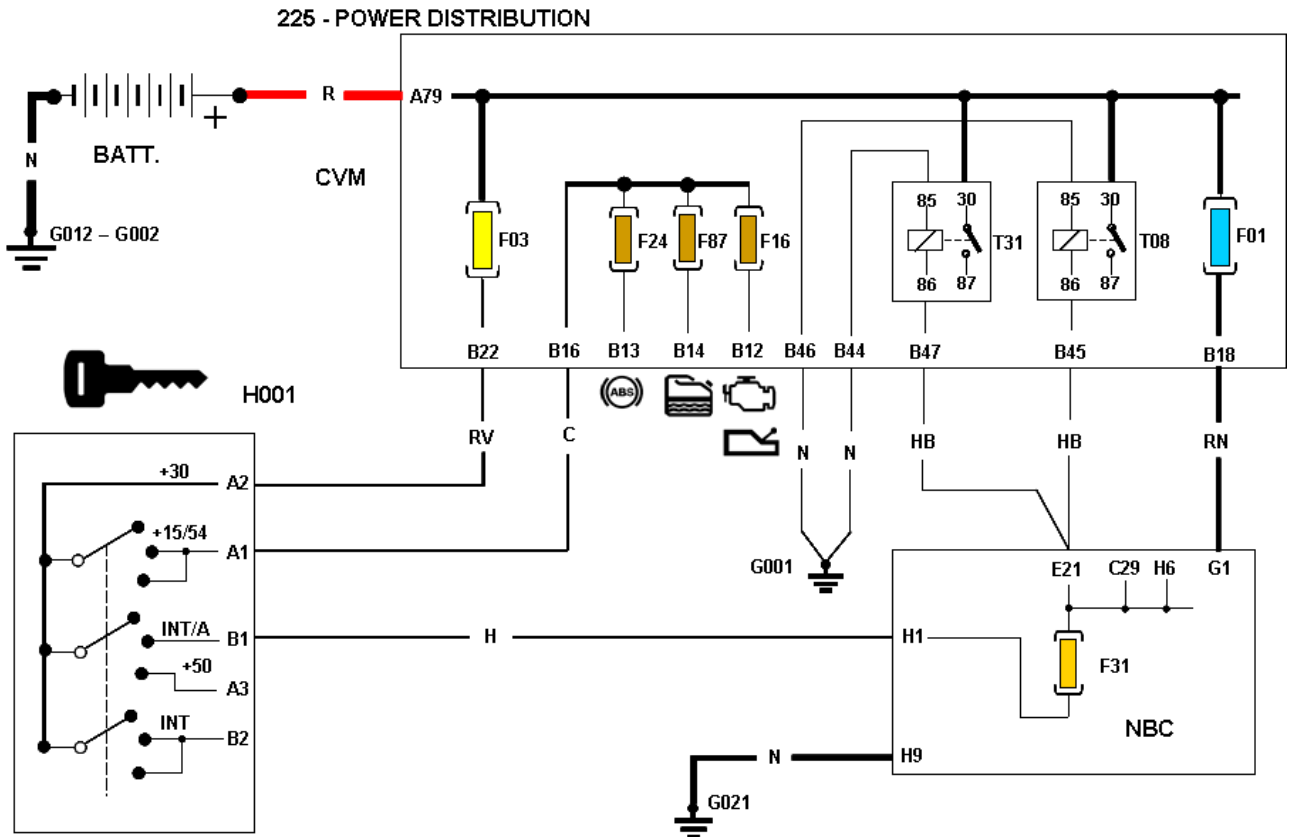 225 - POWER DISTRIBUTION
R
A79
+
N
BATT.
CVM
G012 – G002
F03
F24
F87
F16
85
30
86
87
T31
85
30
86
87
T08
F01
B22
B16
B13
B14
B12
B46
B44
B47
B45
B18
ABS
H001
RV
C
N
N
HB
HB
RN
+30
A2
+15/54
A1
G001
E21
C29
H6
G1
INT/A
B1
H
H1
F31
+50
A3
INT
B2
NBC
N
H9
G021